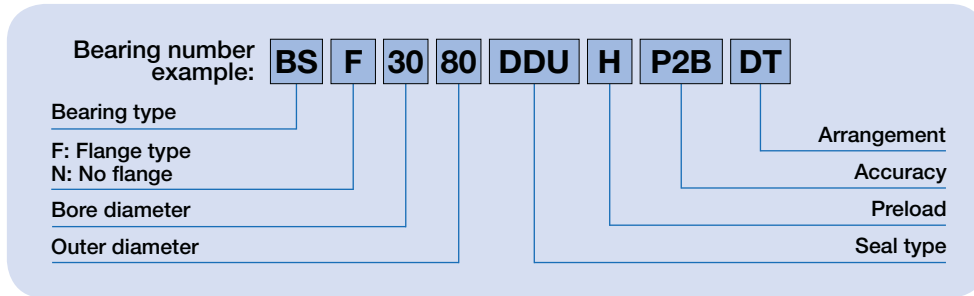 Bearing number
example:
BS F 30 80 DDU H P2B DT
Bearing type
F: Flange type
N: No flange
Bore diameter
Outer diameter
Arrangement
Accuracy
Preload
Seal type